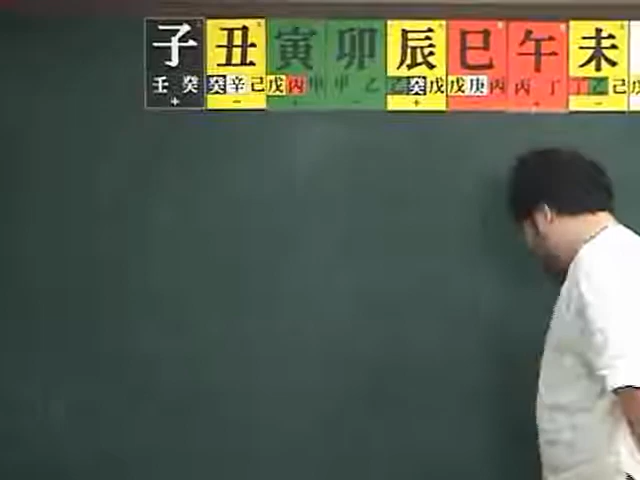 子 丑 寅 卯 辰 巳 午 未
壬 癸 癸 辛 己 戊 丙 甲 甲 乙 乙 癸 戊 戊 庚 丙 丙 丁 丁 乙 己
+ − + − + − + −